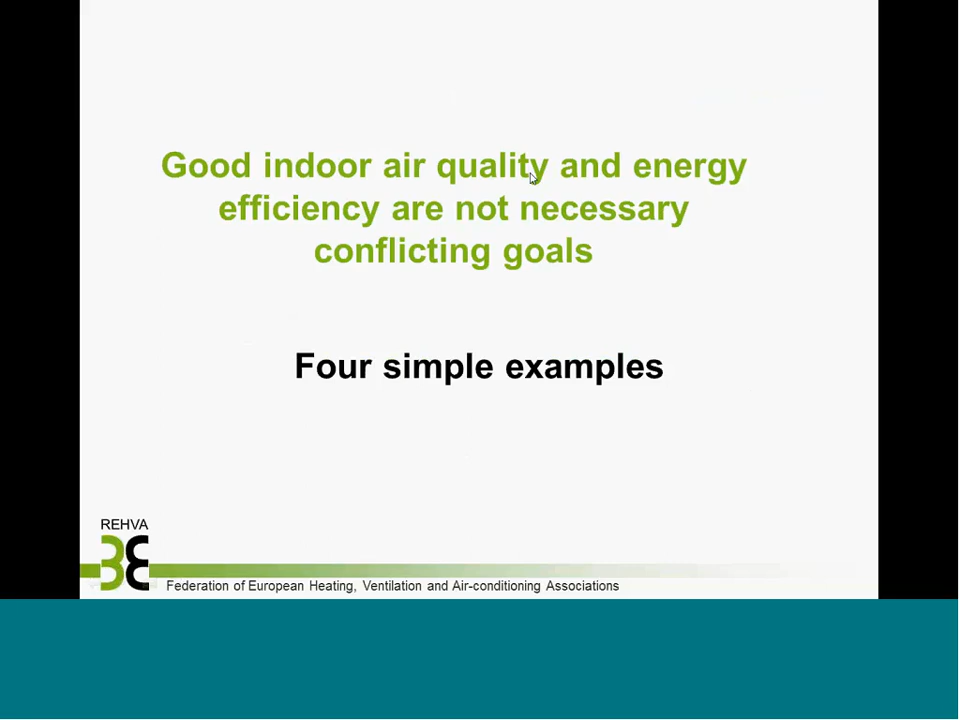 Good indoor air quality and energy
efficiency are not necessary
conflicting goals
Four simple examples
REHVA
Federation of European Heating, Ventilation and Air-conditioning Associations